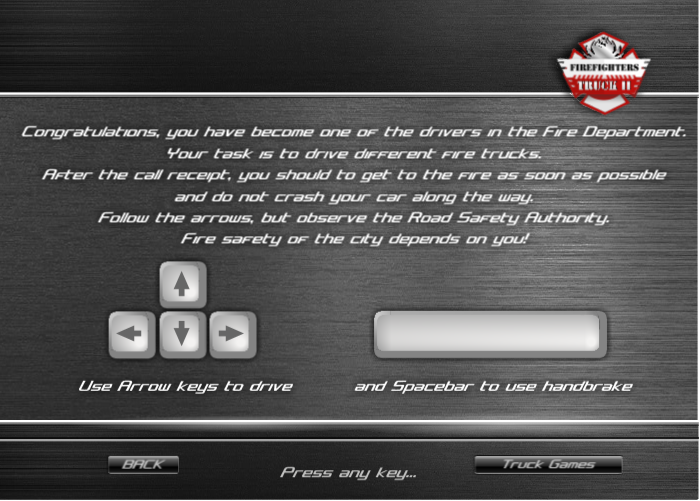 FIREFIGHTERS
TRUCK II
Congratulations, you have become one of the drivers in the Fire Department.
Your task is to drive different fire trucks.
After the call receipt, you should to get to the fire as soon as possible
and do not crash your car along the way.
Follow the arrows, but observe the Road Safety Authority.
Fire safety of the city depends on you!
Use Arrow keys to drive
and Spacebar to use handbrake
BACK
Press any key...
Truck Games